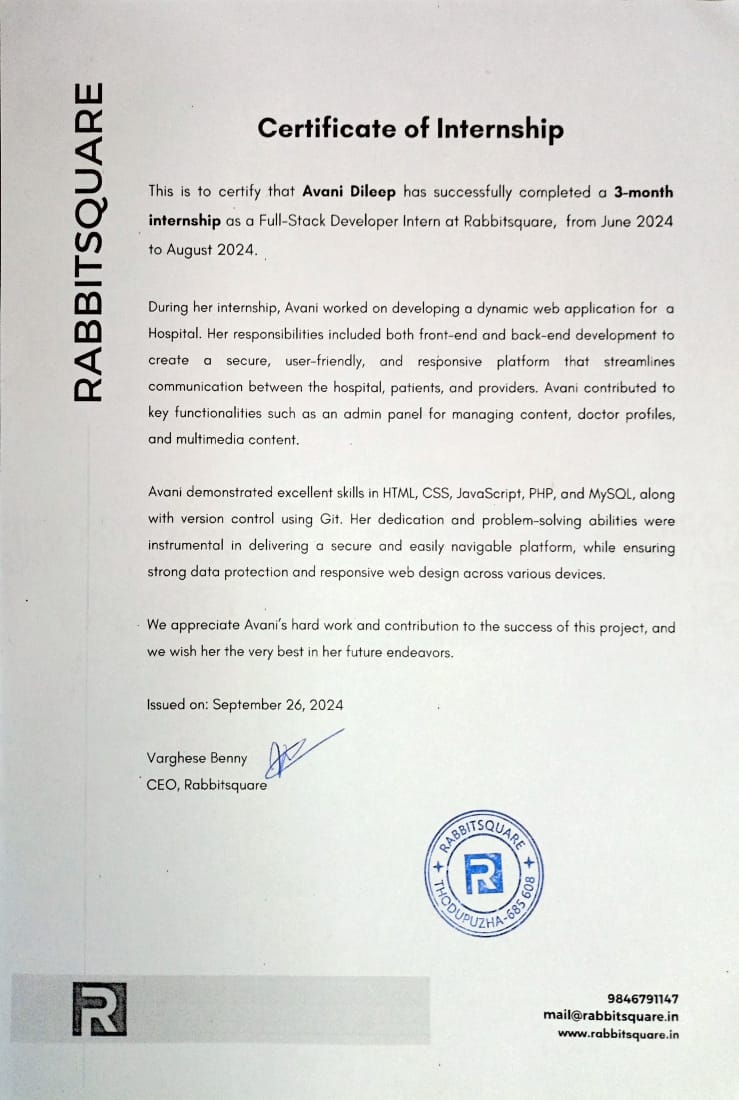 RABBITSQUARE
Certificate of Internship
This is to certify that Avani Dileep has successfully completed a 3-month
internship as a Full-Stack Developer Intern at Rabbitsquare, from June 2024
to August 2024.
During her internship, Avani worked on developing a dynamic web application for a
Hospital. Her responsibilities included both front-end and back-end development to
create a secure, user-friendly, and responsive platform that streamlines
communication between the hospital, patients, and providers. Avani contributed to
key functionalities such as an admin panel for managing content, doctor profiles,
and multimedia content.
Avani demonstrated excellent skills in HTML, CSS, JavaScript, PHP, and MySQL, along
with version control using Git. Her dedication and problem-solving abilities were
instrumental in delivering a secure and easily navigable platform, while ensuring
strong data protection and responsive web design across various devices.
We appreciate Avani's hard work and contribution to the success of this project, and
we wish her the very best in her future endeavors.
Issued on: September 26, 2024
Varghese Benny
CEO, Rabbitsquare
RABBITSQUARE
R
THODUPUZHA-685 608
R
9846791147
mail@rabbitsquare.in
www.rabbitsquare.in